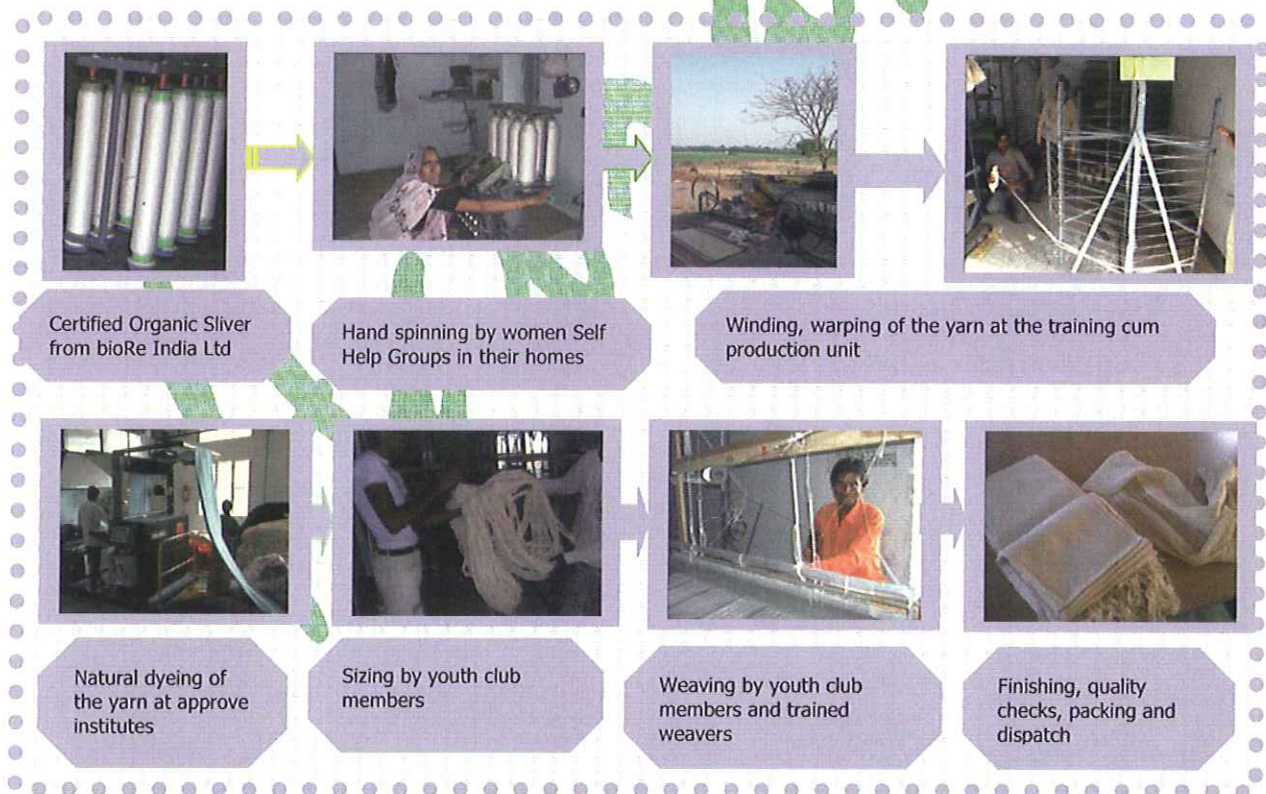 Certified Organic Sliver
from bioRe India Ltd
Hand spinning by women Self
Help Groups in their homes
Winding, warping of the yarn at the training cum
production unit
Natural dyeing of
the yarn at approve
institutes
Sizing by youth club
members
Weaving by youth club
members and trained
weavers
Finishing, quality
checks, packing and
dispatch